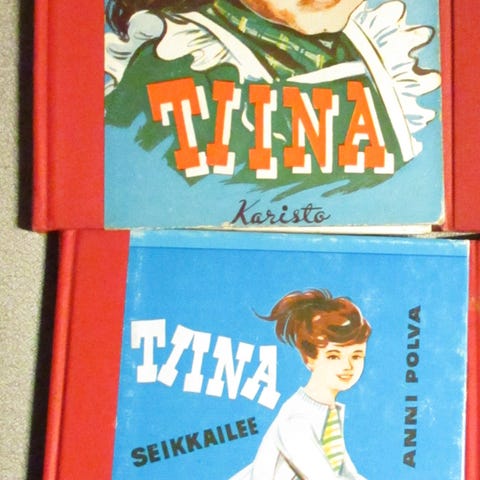 TIINA
Karisto
TIINA
SEIKKAILEE
ANNI POLVA